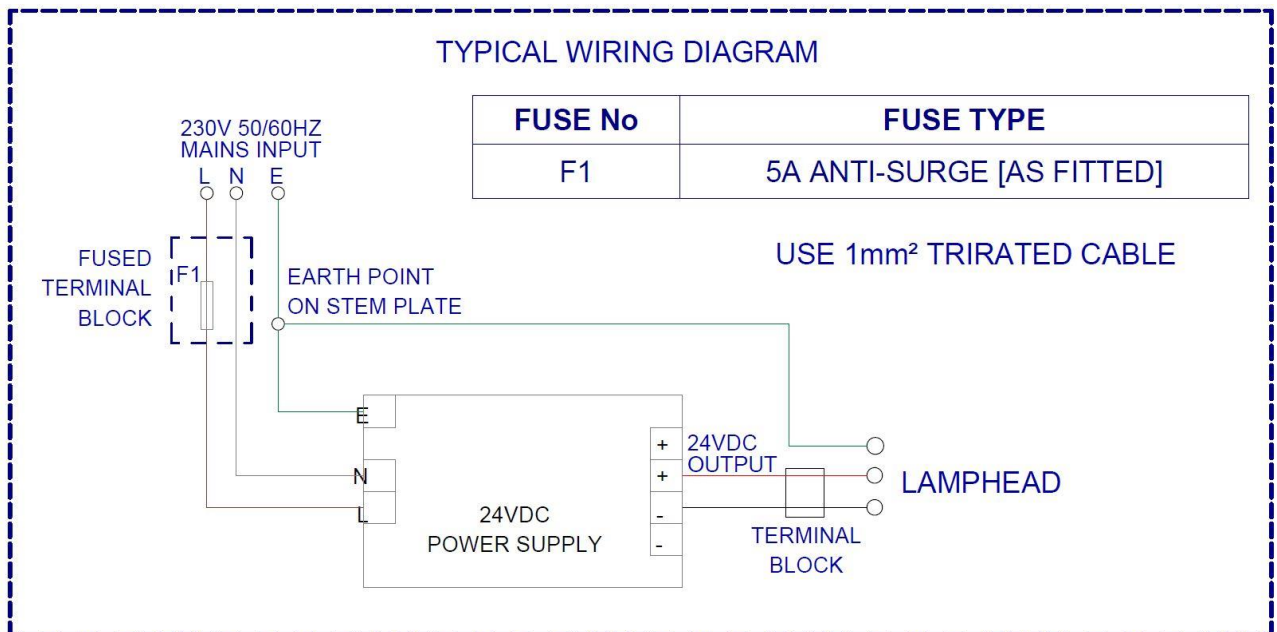 TYPICAL WIRING DIAGRAM
FUSE No FUSE TYPE
F1 5A ANTI-SURGE [AS FITTED]
USE 1mm² TRIRATED CABLE
230V 50/60HZ
MAINS INPUT
L N E
FUSED
TERMINAL
BLOCK
F1
EARTH POINT
ON STEM PLATE
E
N
L
24VDC
POWER SUPPLY
+
+
-
-
24VDC
OUTPUT
TERMINAL
BLOCK
LAMPHEAD